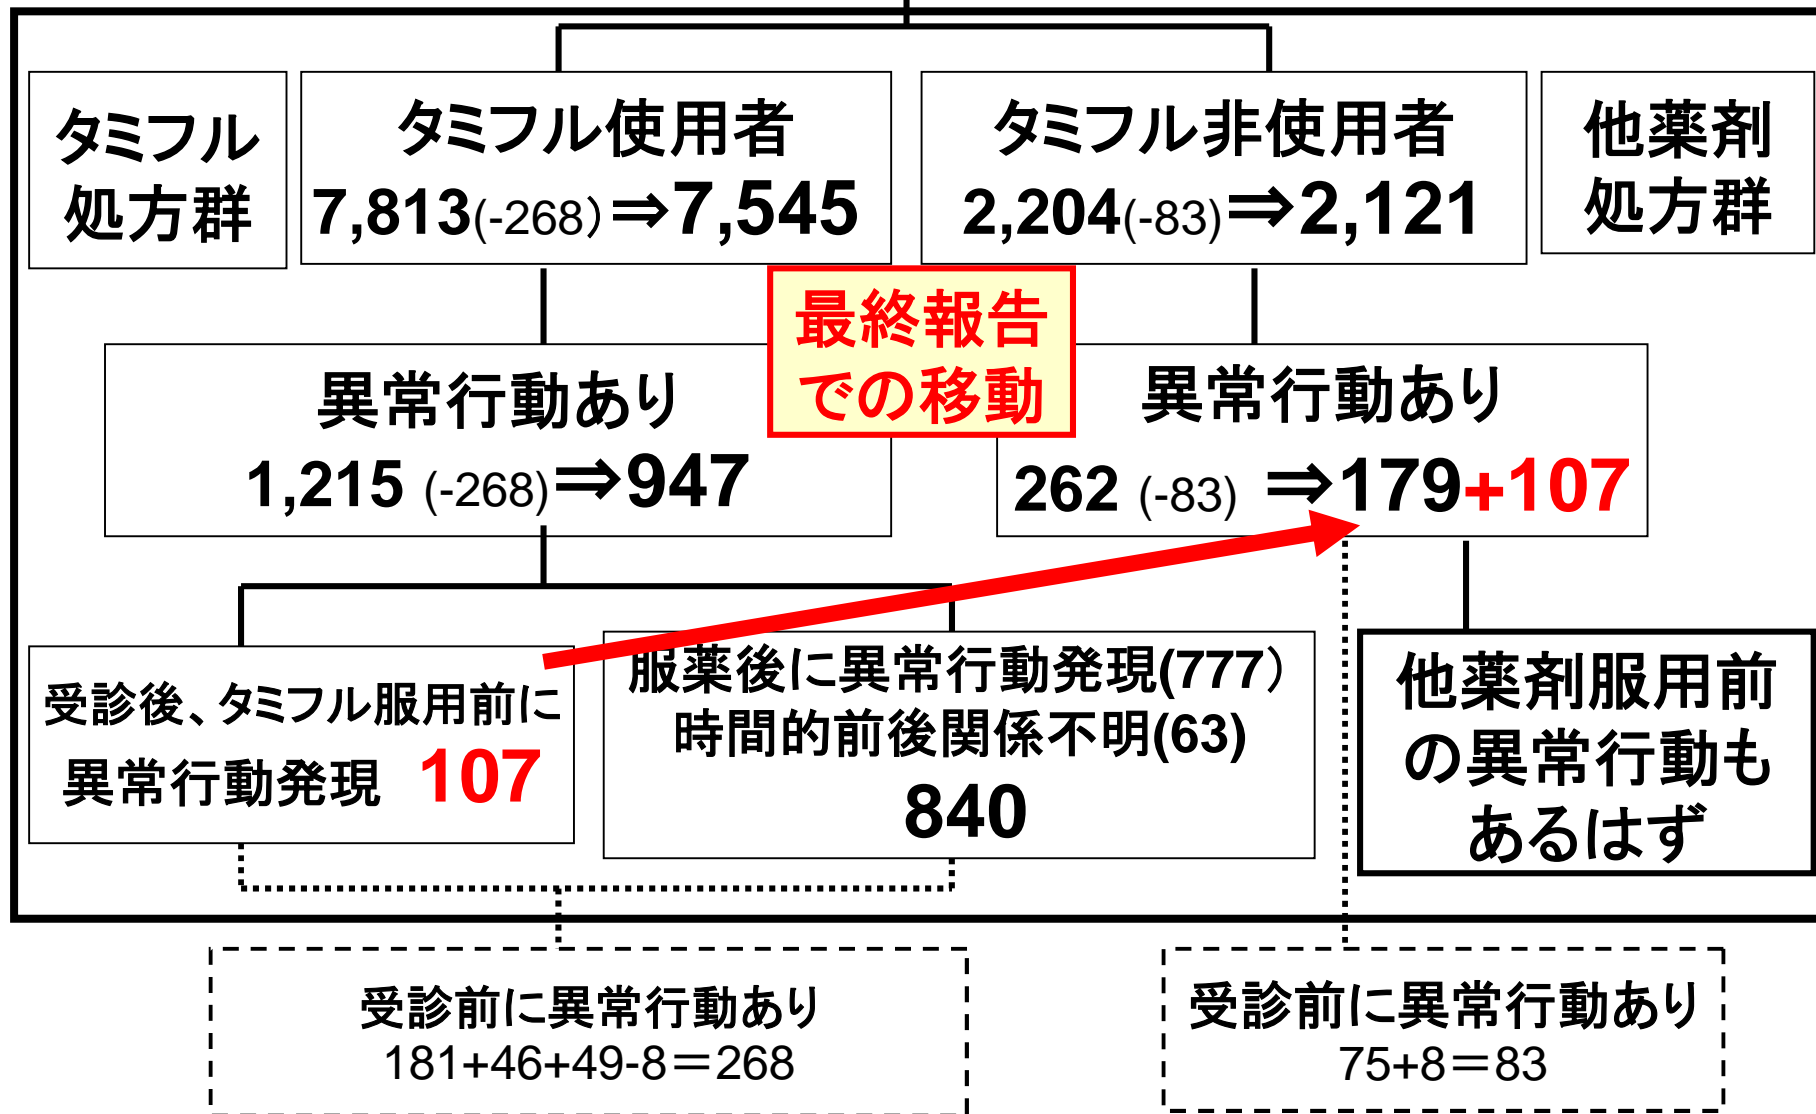 タミフル
処方群
タミフル使用者
7,813(-268)⇒7,545
タミフル非使用者
2,204(-83)⇒2,121
他薬剤
処方群
最終報告
での移動
異常行動あり
1,215 (-268)⇒947
異常行動あり
262 (-83) ⇒179+107
受診後、タミフル服用前に
異常行動発現 107
服薬後に異常行動発現(777)
時間的前後関係不明(63)
840
他薬剤服用前
の異常行動も
あるはず
受診前に異常行動あり
181+46+49-8=268
受診前に異常行動あり
75+8=83